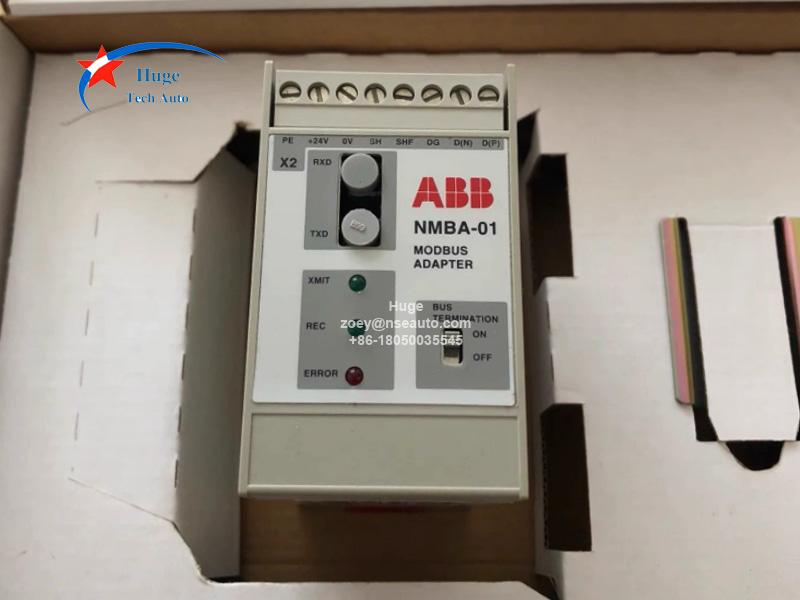 Huge
Tech Auto
PE +24V 0V SH SHF DG D(N) D(P)
X2
RXD
TXD
ABB
NMBA-01
MODBUS
ADAPTER
XMIT
REC
ERROR
BUS
TERMINATION
ON
OFF
Huge
zoey@nseauto.com
+86-18050035545